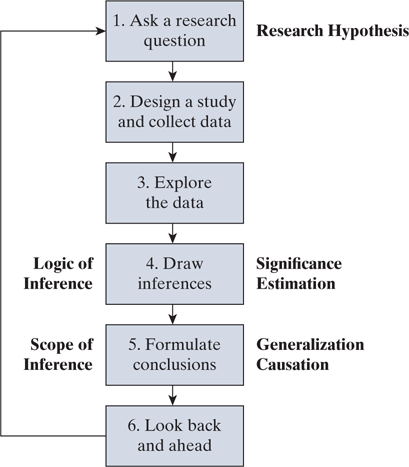 1. Ask a research
question
Research Hypothesis
2. Design a study
and collect data
3. Explore
the data
Logic of
Inference
4. Draw
inferences
Significance
Estimation
Scope of
Inference
5. Formulate
conclusions
Generalization
Causation
6. Look back
and ahead